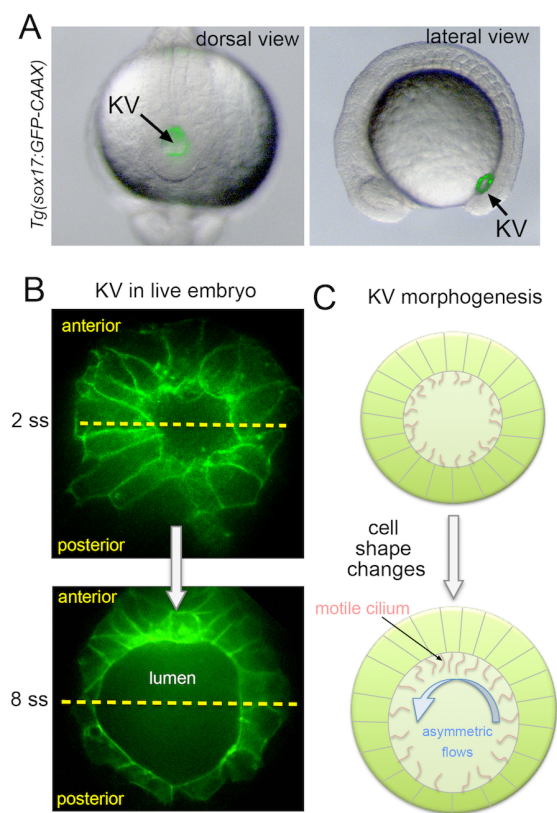 A
dorsal view
lateral view
Tg(sox17:GFP-CAAX)
KV
KV
B
KV in live embryo
C
KV morphogenesis
anterior
2 ss
posterior
cell
shape
changes
anterior
motile cilium
lumen
8 ss
asymmetric
flows
posterior